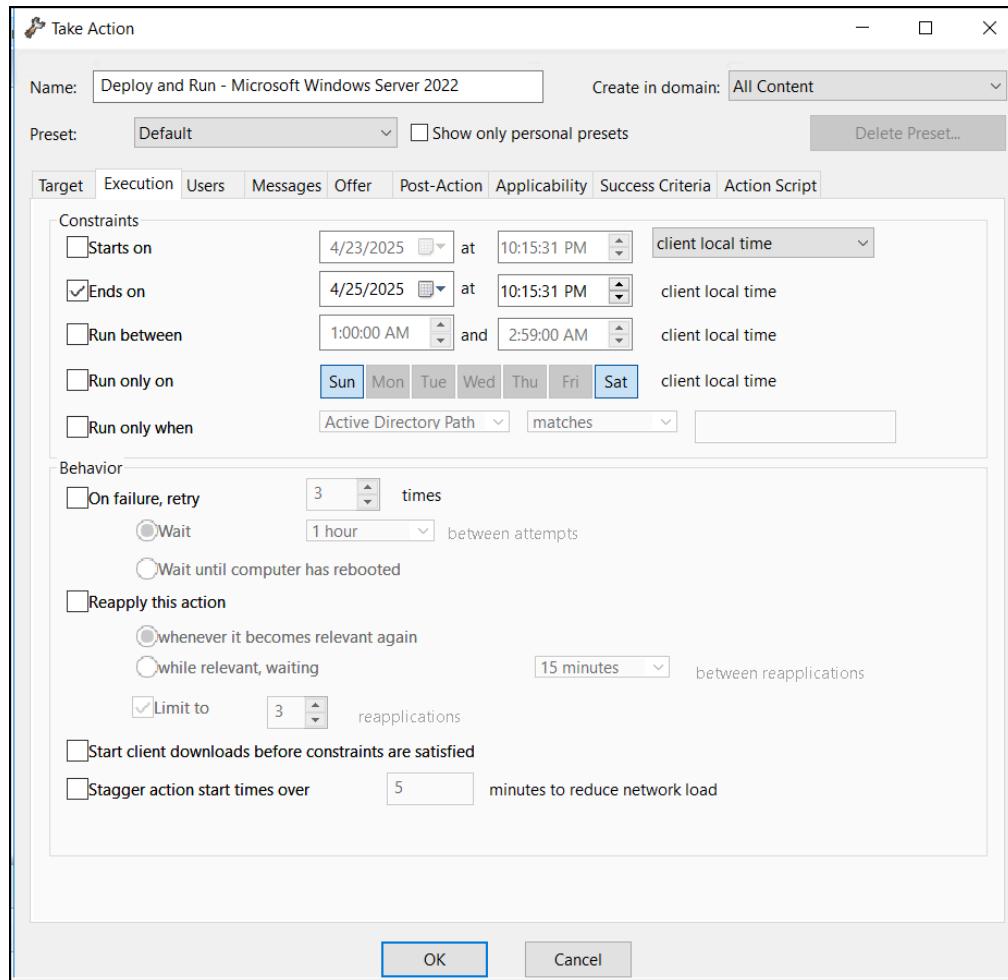 Take Action
Name: Deploy and Run - Microsoft Windows Server 2022 Create in domain: All Content
Preset: Default Show only personal presets Delete Preset...
Target Execution Users Messages Offer Post-Action Applicability Success Criteria Action Script
Constraints
Starts on 4/23/2025 at 10:15:31 PM client local time
Ends on 4/25/2025 at 10:15:31 PM client local time
Run between 1:00:00 AM and 2:59:00 AM client local time
Run only on Sun Mon Tue Wed Thu Fri Sat client local time
Run only when Active Directory Path matches
Behavior
On failure, retry 3 times
Wait 1 hour between attempts
Wait until computer has rebooted
Reapply this action
whenever it becomes relevant again
while relevant, waiting 15 minutes between reapplications
Limit to 3 reapplications
Start client downloads before constraints are satisfied
Stagger action start times over 5 minutes to reduce network load
OK Cancel